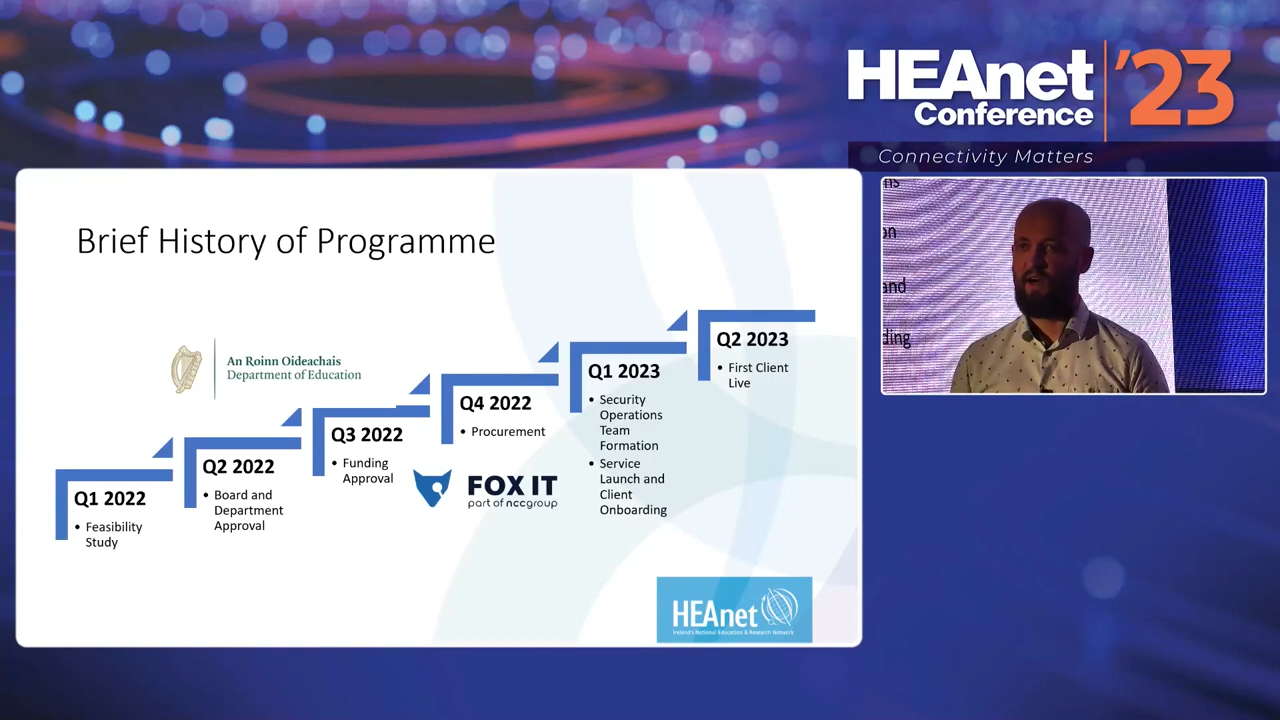 HEAnet
Conference
'23
Connectivity Matters
Brief History of Programme
An Roinn Oideachais
Department of Education
Q1 2022
• Feasibility
Study
Q2 2022
• Board and
Department
Approval
Q3 2022
• Funding
Approval
Q4 2022
• Procurement
FOX IT
part of nccgroup
Q1 2023
• Security
Operations
Team
Formation
• Service
Launch and
Client
Onboarding
Q2 2023
• First Client
Live
HEAnet
Ireland's National Education & Research Network
and